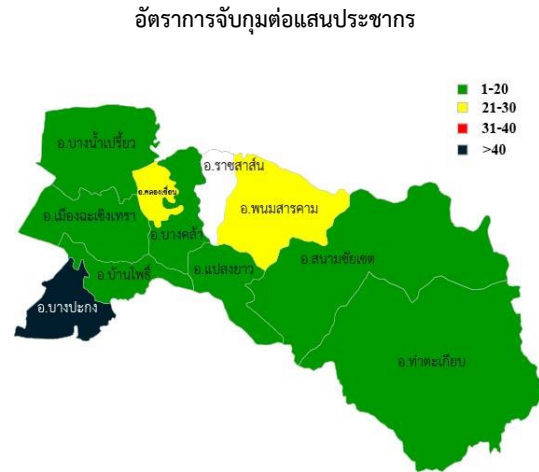 อัตราการจับกุมต่อแสนประชากร
1-20
21-30
31-40
>40
อ.บางน้ำเปรี้ยว
อ.ราชสาส์น
อ.คลองเขื่อน
อ.พนมสารคาม
อ.เมืองฉะเชิงเทรา
อ.บางคล้า
อ.สนามชัยเขต
อ.แปลงยาว
อ.บ้านโพธิ์
อ.บางปะกง
อ.ท่าตะเกียบ